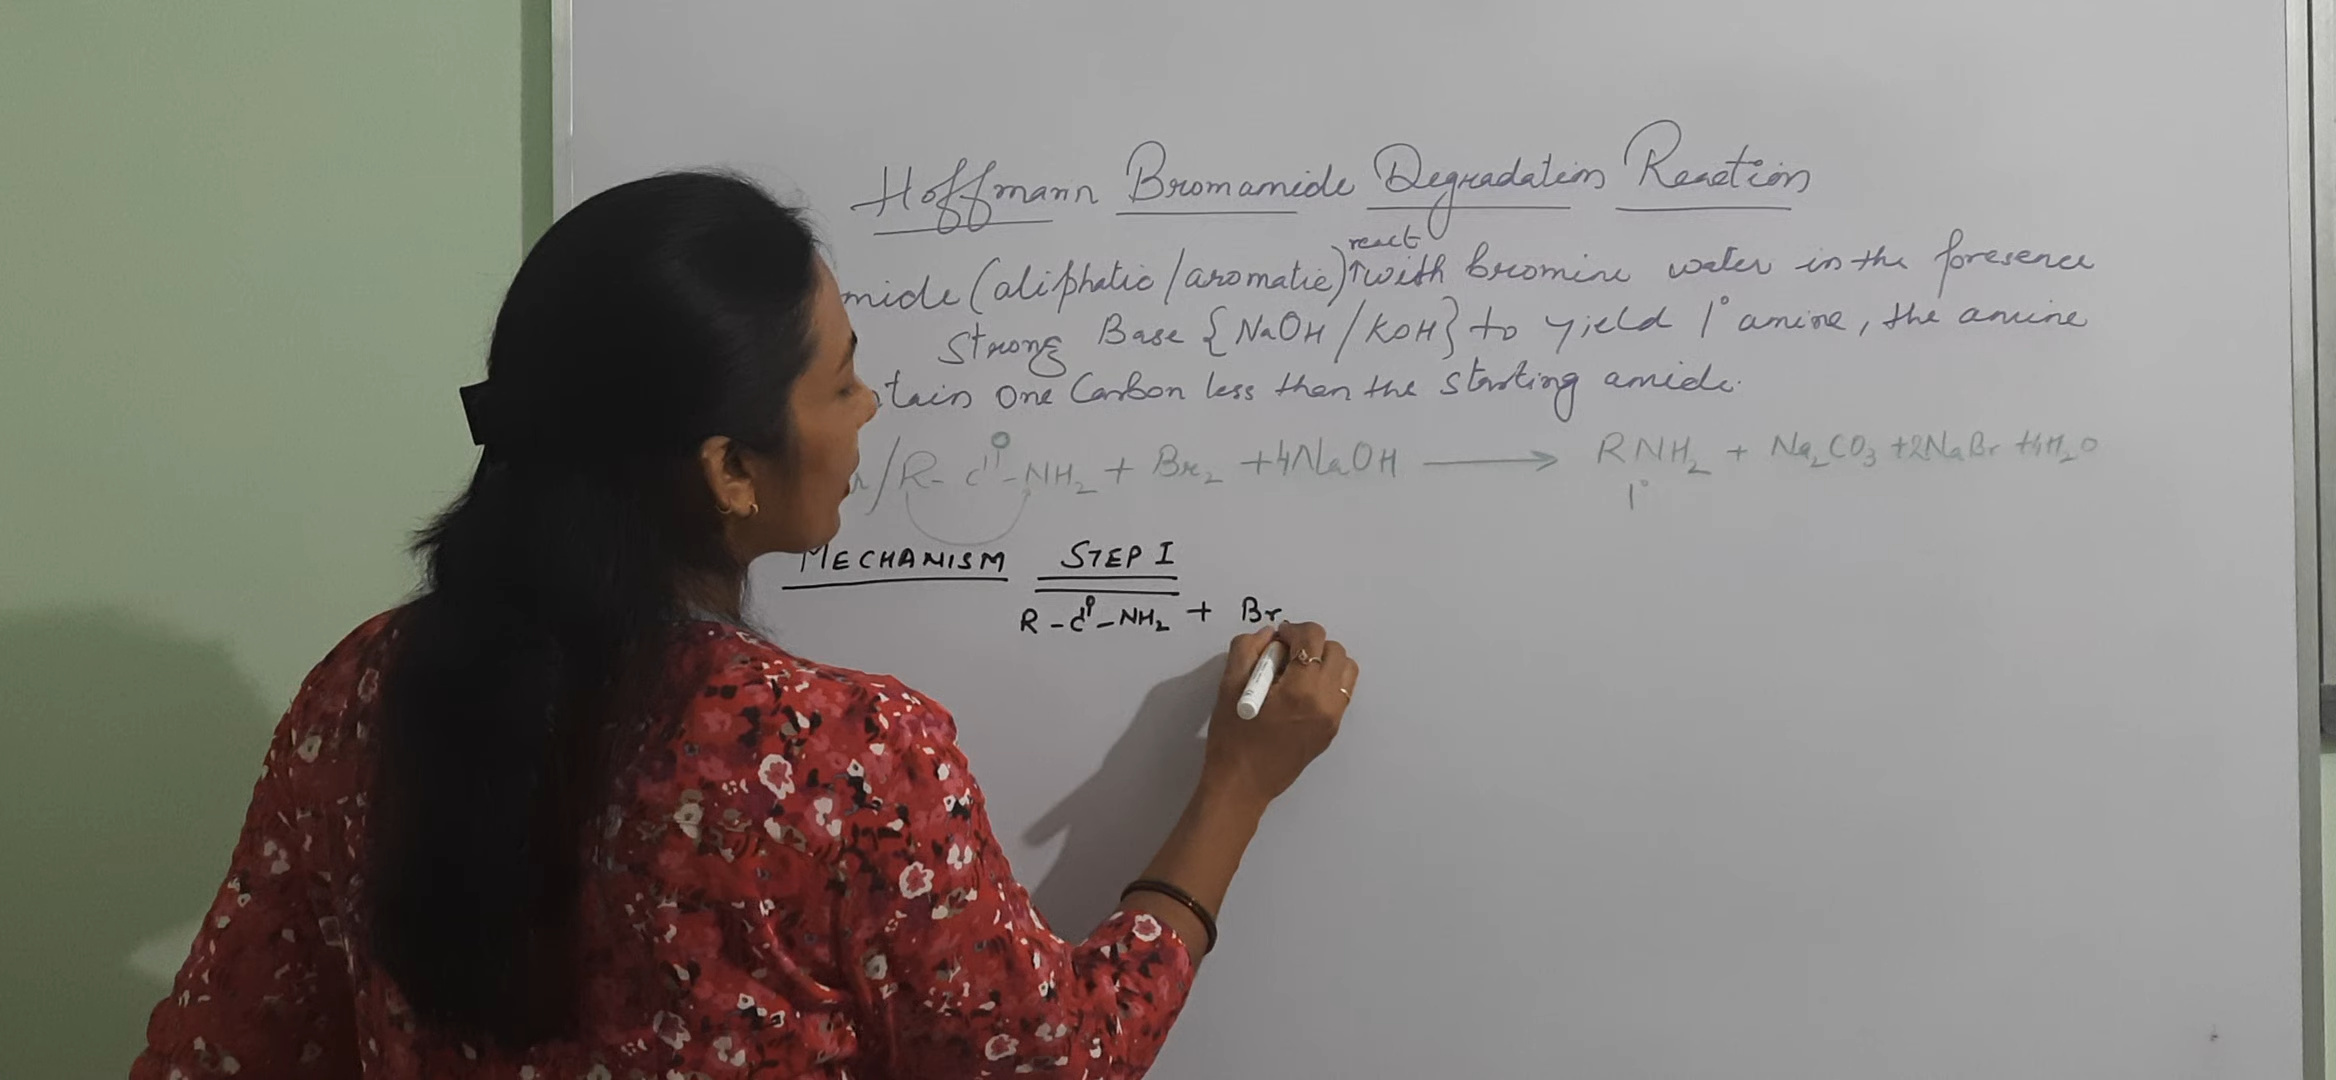 Hoffmann Bromamide Degradation Reaction
mide (aliphatic/aromatic) react with bromine water in the presence
strong Base {NaOH/KOH} to yield 1° amine, the amine
tain one Carbon less than the starting amide.
/R-C(=O)-NH₂ + Br₂ + 4NaOH ⟶ RNH₂ + Na₂CO₃ + 2NaBr + 4H₂O
1°
MECHANISM STEP I
R-C(=O)-NH₂ + Br